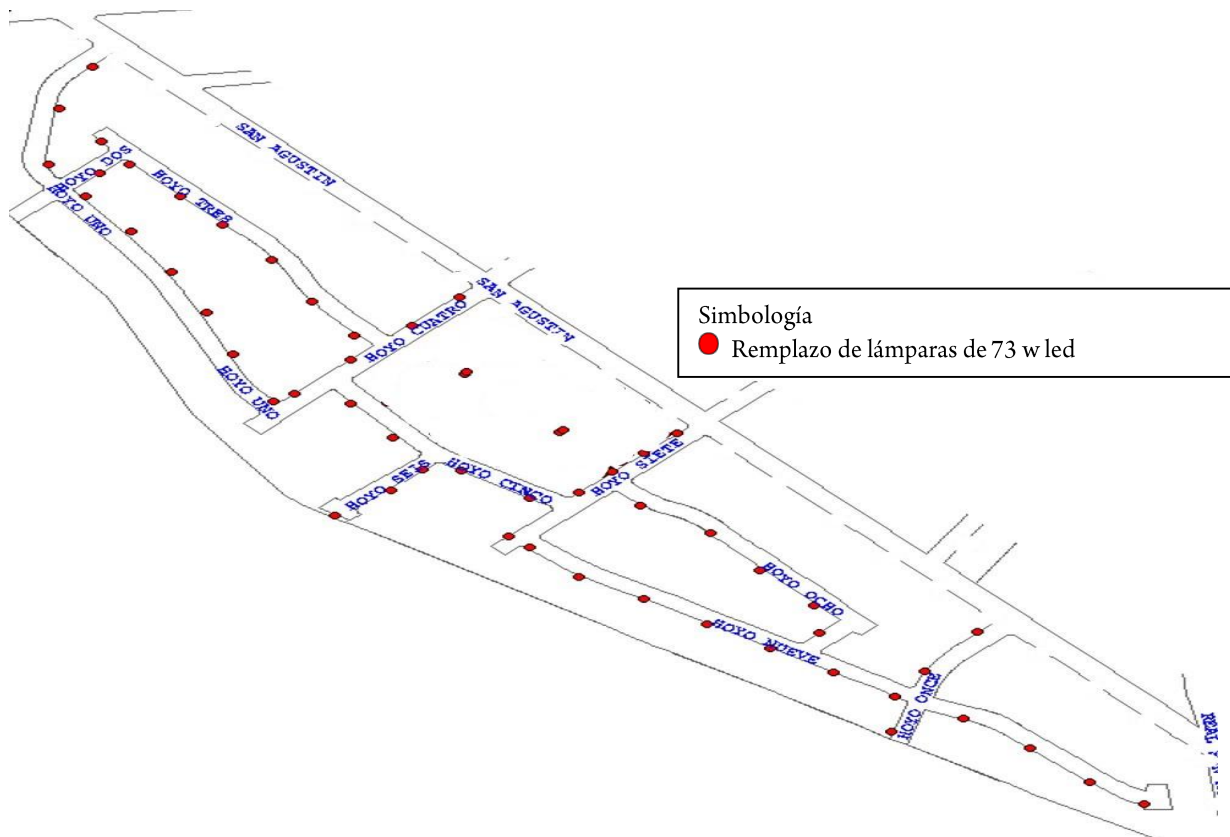 SAN AGUSTIN
HOYO DOS
HOYO TRES
HOYO UNO
SAN AGUSTIN
HOYO CUATRO
Simbología
Remplazo de lámparas de 73 w led
HOYO UNO
HOYO SIETE
HOYO SEIS
HOYO CINCO
HOYO OCHO
HOYO NUEVE
HOYO ONCE
REAL